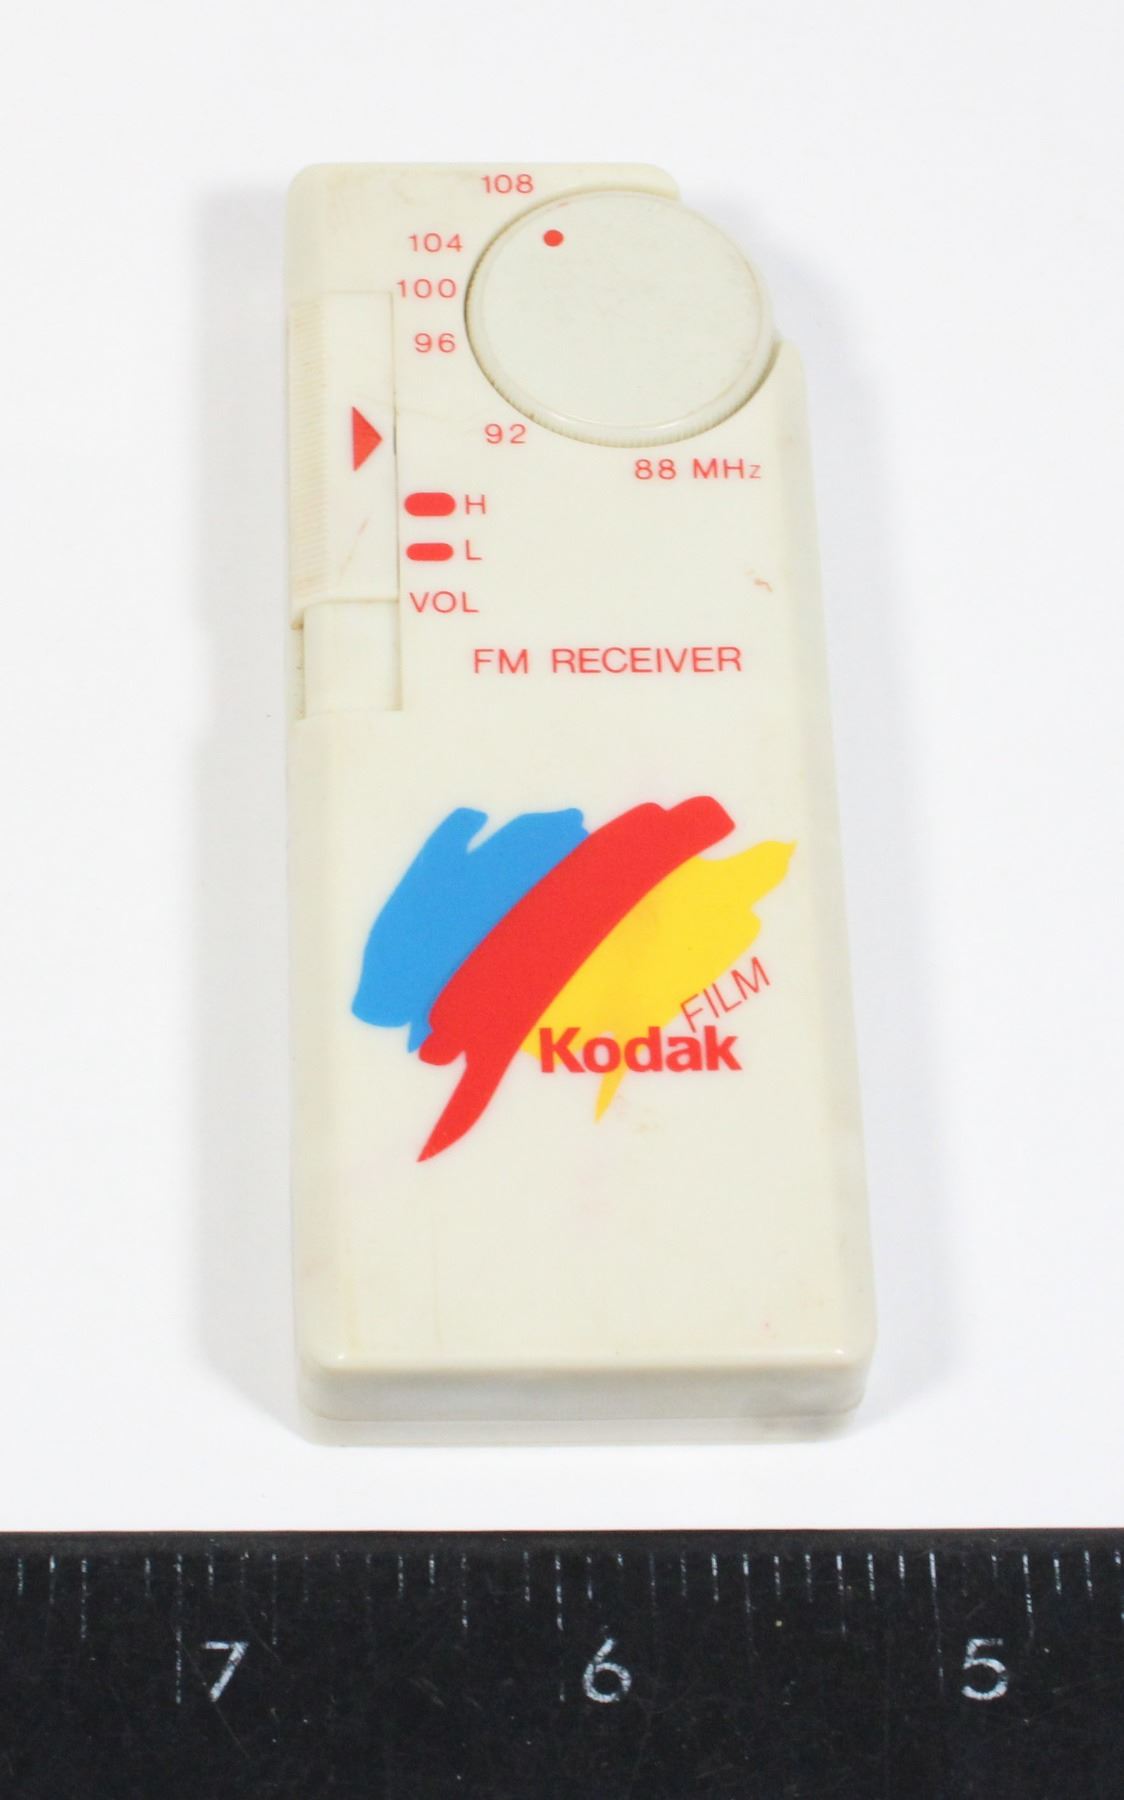 108
104
100
96
92
88 MHz
H
L
VOL
FM RECEIVER
FILM
Kodak
7 6 5